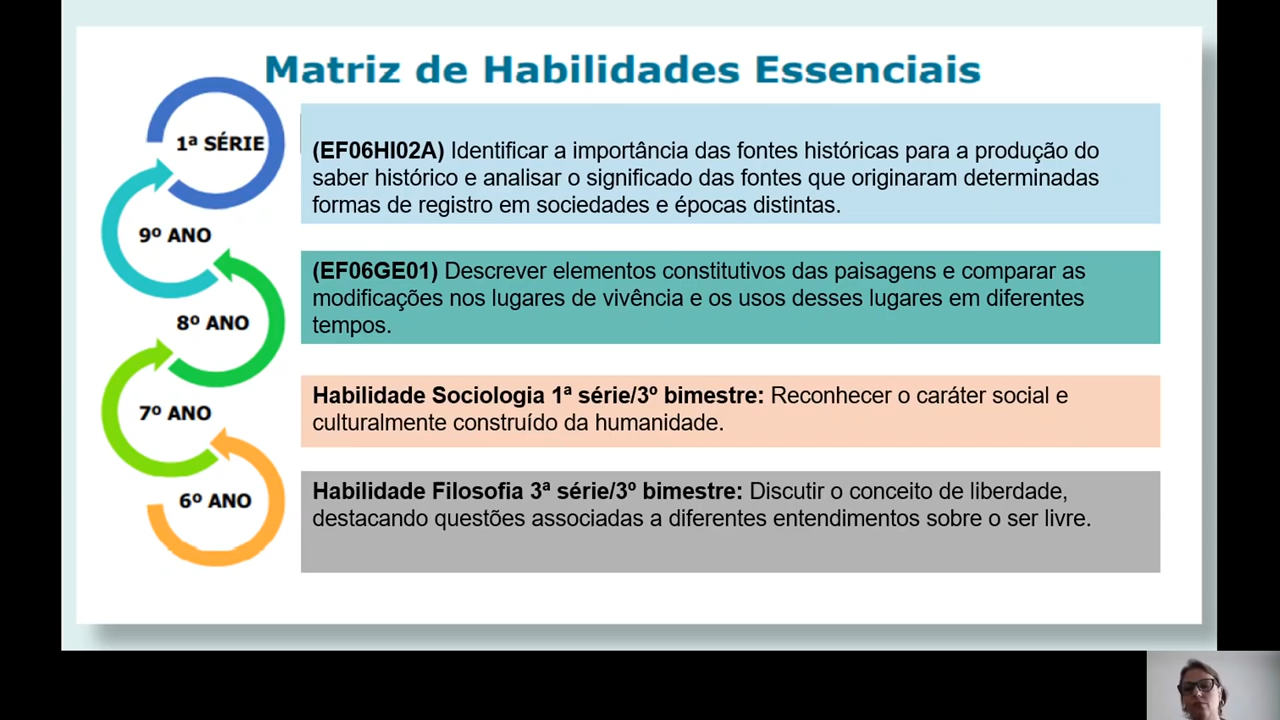 Matriz de Habilidades Essenciais
1ª SÉRIE
9º ANO
8º ANO
7º ANO
6º ANO
(EF06HI02A) Identificar a importância das fontes históricas para a produção do
saber histórico e analisar o significado das fontes que originaram determinadas
formas de registro em sociedades e épocas distintas.
(EF06GE01) Descrever elementos constitutivos das paisagens e comparar as
modificações nos lugares de vivência e os usos desses lugares em diferentes
tempos.
Habilidade Sociologia 1ª série/3º bimestre: Reconhecer o caráter social e
culturalmente construído da humanidade.
Habilidade Filosofia 3ª série/3º bimestre: Discutir o conceito de liberdade,
destacando questões associadas a diferentes entendimentos sobre o ser livre.